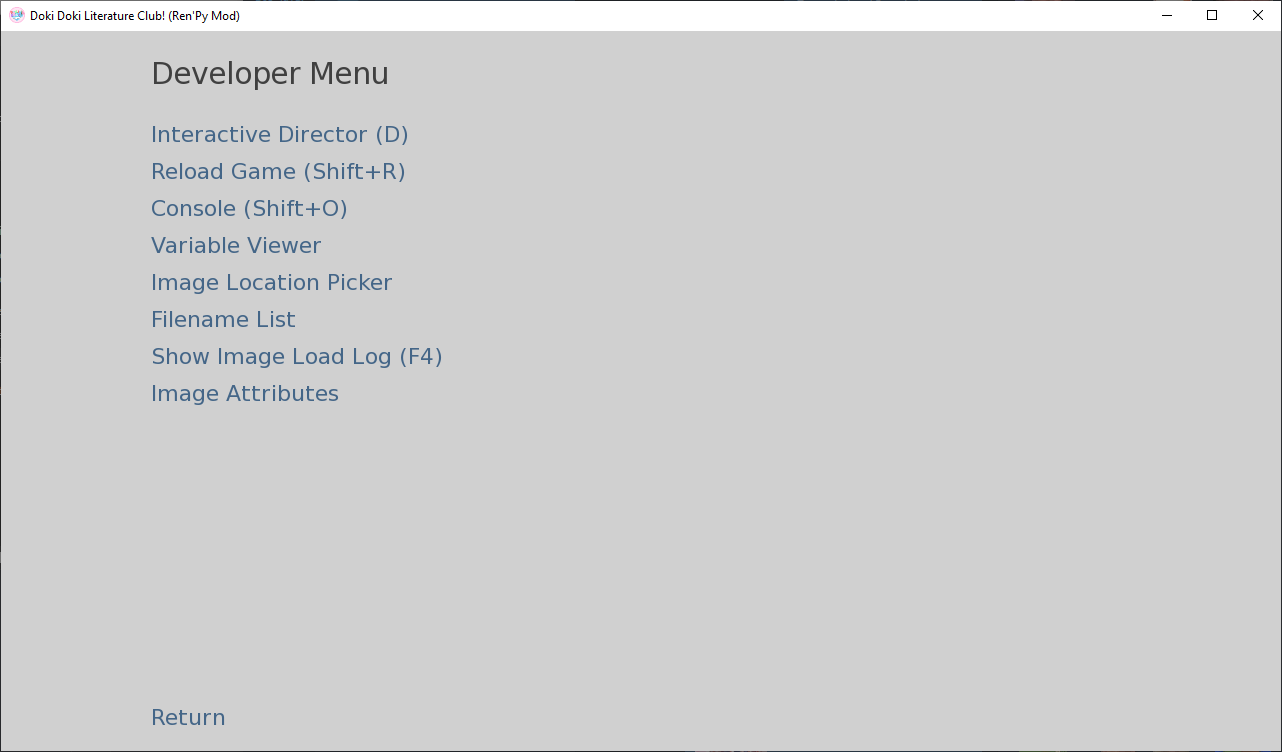 Doki Doki Literature Club! (Ren'Py Mod)
Developer Menu
Interactive Director (D)
Reload Game (Shift+R)
Console (Shift+O)
Variable Viewer
Image Location Picker
Filename List
Show Image Load Log (F4)
Image Attributes
Return